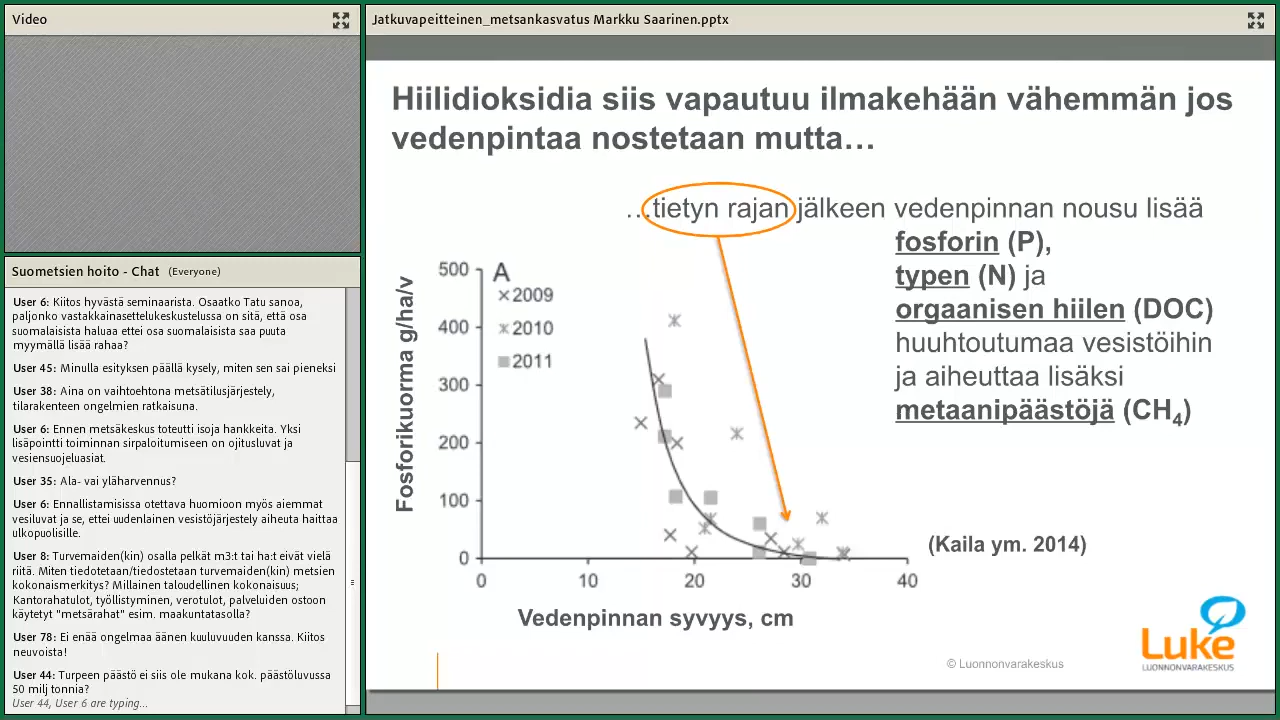 Video
Jatkuvapeitteinen_metsankasvatus Markku Saarinen.pptx
Hiilidioksidia siis vapautuu ilmakehään vähemmän jos
vedenpintaa nostetaan mutta…
…tietyn rajan jälkeen vedenpinnan nousu lisää
fosforin (P),
typen (N) ja
orgaanisen hiilen (DOC)
huuhtoutumaa vesistöihin
ja aiheuttaa lisäksi
metaanipäästöjä (CH4)
Fosforikuorma g/ha/v
500
400
300
200
100
0
A
2009
2010
2011
0
10
20
30
40
Vedenpinnan syvyys, cm
(Kaila ym. 2014)
© Luonnonvarakeskus
Luke
LUONNONVARAKESKUS
Suometsien hoito - Chat (Everyone)
User 6: Kiitos hyvästä seminaarista. Osaatko Tatu sanoa,
paljonko vastakkainasettelukeskustelussa on sitä, että osa
suomalaisista haluaa ettei osa suomalaisista saa puuta
myymällä lisää rahaa?
User 45: Minulla esityksen päällä kysely, miten sen sai pieneksi
User 38: Aina on vaihtoehtona metsätilusjärjestely,
tilarakenteen ongelmien ratkaisuna.
User 6: Ennen metsäkeskus toteutti isoja hankkeita. Yksi
lisäpointti toiminnan sirpaloitumiseen on ojitusluvat ja
vesiensuojeluasiat.
User 35: Ala- vai yläharvennus?
User 6: Ennallistamisissa otettava huomioon myös aiemmat
vesiluvat ja se, ettei uudenlainen vesistöjärjestely aiheuta haittaa
ulkopuolisille.
User 8: Turvemaiden(kin) osalla pelkät m3:t tai ha:t eivät vielä
riitä. Miten tiedotetaan/tiedostetaan turvemaiden(kin) metsien
kokonaismerkitys? Millainen taloudellinen kokonaisuus;
Kantorahatulot, työllistyminen, verotulot, palveluiden ostoon
käytetyt "metsärahat" esim. maakuntatasolla?
User 78: Ei enää ongelmaa äänen kuuluvuuden kanssa. Kiitos
neuvoista!
User 44: Turpeen päästö ei siis ole mukana kok. päästöluvussa
50 milj tonnia?
User 44, User 6 are typing...